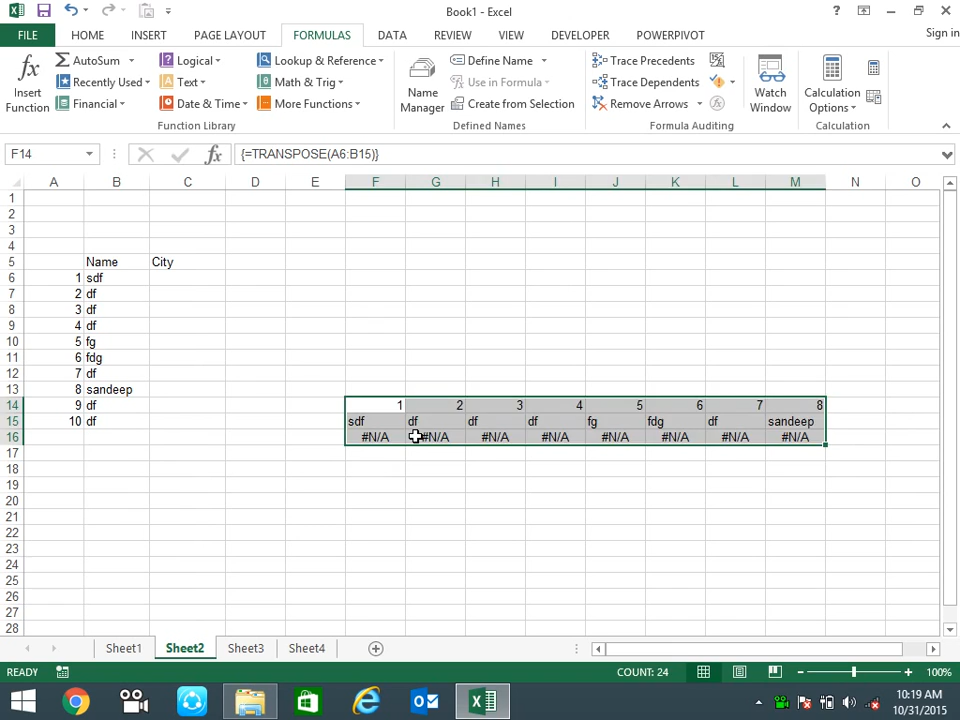 Book1 - Excel
Sign in
FILE HOME INSERT PAGE LAYOUT FORMULAS DATA REVIEW VIEW DEVELOPER POWERPIVOT
Insert Function
AutoSum
Recently Used
Financial
Logical
Text
Date & Time
Lookup & Reference
Math & Trig
More Functions
Function Library
Name Manager
Define Name
Use in Formula
Create from Selection
Defined Names
Trace Precedents
Trace Dependents
Remove Arrows
Formula Auditing
Watch Window
Calculation Options
Calculation
F14 fx {=TRANSPOSE(A6:B15)}
A B C D E F G H I J K L M N O
1
2
3
4
5 Name City
6 1 sdf
7 2 df
8 3 df
9 4 df
10 5 fg
11 6 fdg
12 7 df
13 8 sandeep
14 9 df 1 2 3 4 5 6 7 8
15 10 df sdf df df df fg fdg df sandeep
16 #N/A #N/A #N/A #N/A #N/A #N/A #N/A #N/A
17
18
19
20
21
22
23
24
25
26
27
28
Sheet1 Sheet2 Sheet3 Sheet4
READY COUNT: 24 100%
10:19 AM
10/31/2015